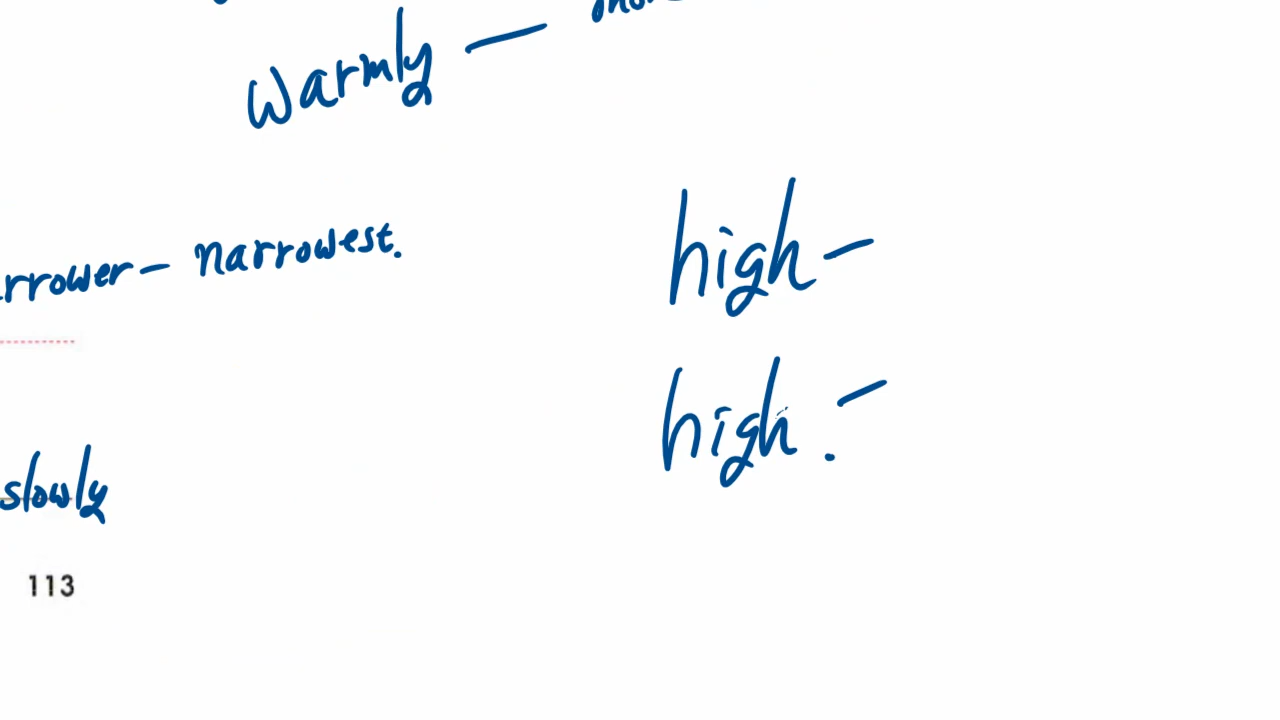 warmly —
rrower — narrowest.
high —
high. —
slowly
113